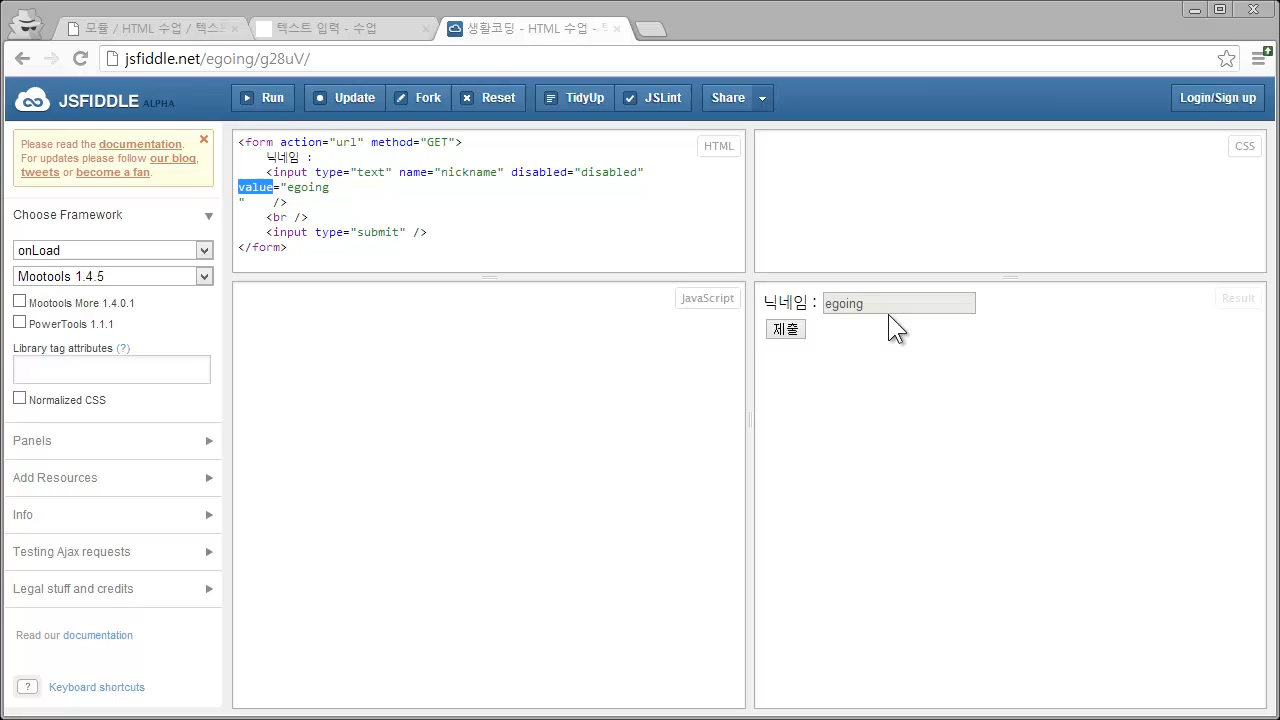 모듈 / HTML 수업 / 텍스트
텍스트 입력 - 수업
생활코딩 - HTML 수업 -
jsfiddle.net/egoing/g28uV/
JSFIDDLE ALPHA
Run
Update
Fork
Reset
TidyUp
JSLint
Share
Login/Sign up
Please read the documentation.
For updates please follow our blog,
tweets or become a fan.
Choose Framework
onLoad
Mootools 1.4.5
Mootools More 1.4.0.1
PowerTools 1.1.1
Library tag attributes (?)
Normalized CSS
Panels
Add Resources
Info
Testing Ajax requests
Legal stuff and credits
Read our documentation
? Keyboard shortcuts
HTML
<form action="url" method="GET">
닉네임 :
<input type="text" name="nickname" disabled="disabled"
value="egoing
" />
<br />
<input type="submit" />
</form>
CSS
JavaScript
Result
닉네임 : egoing
제출